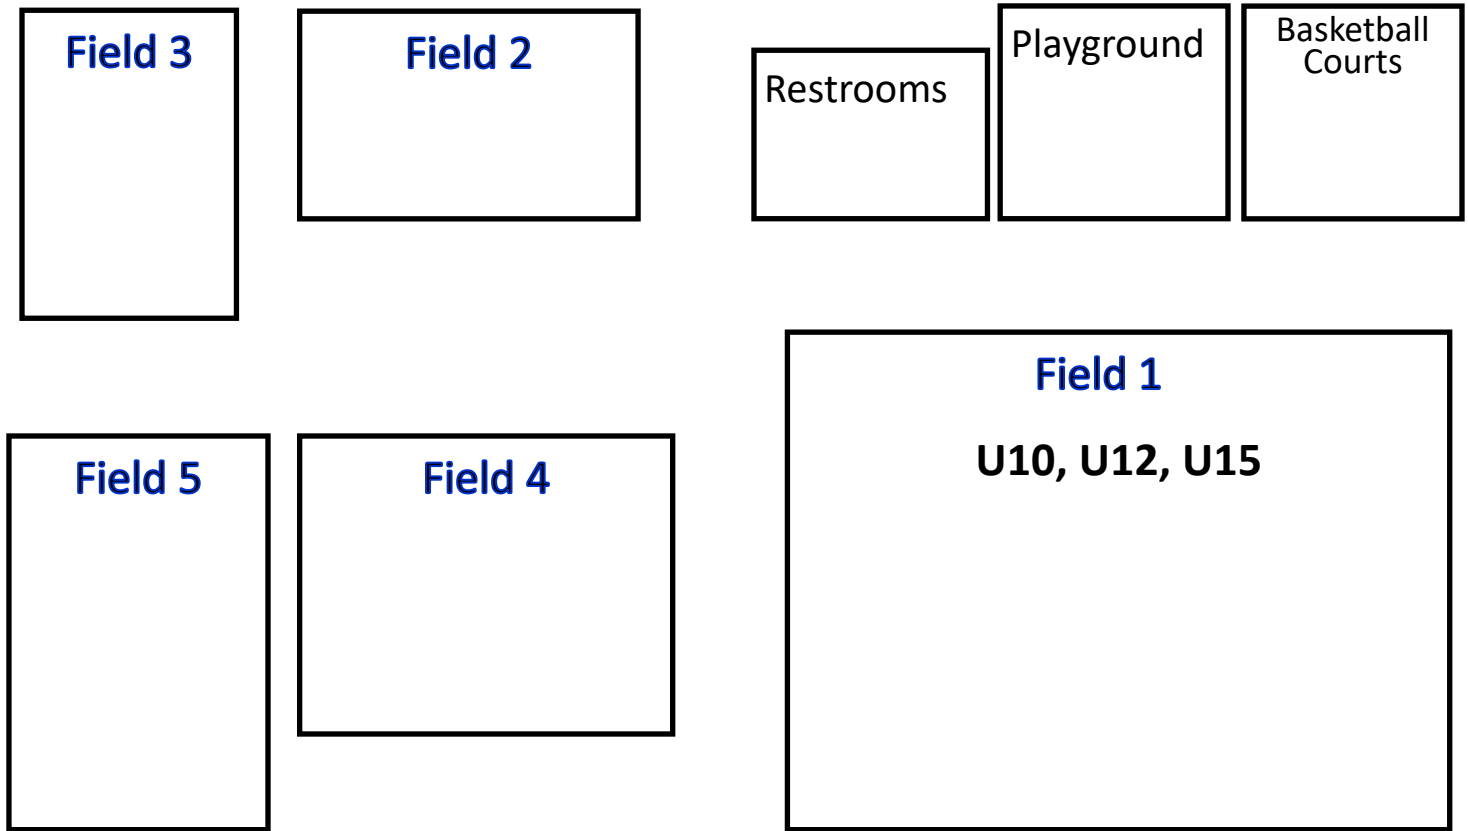 Field 3
Field 2
Restrooms
Playground
Basketball
Courts
Field 1
U10, U12, U15
Field 5
Field 4